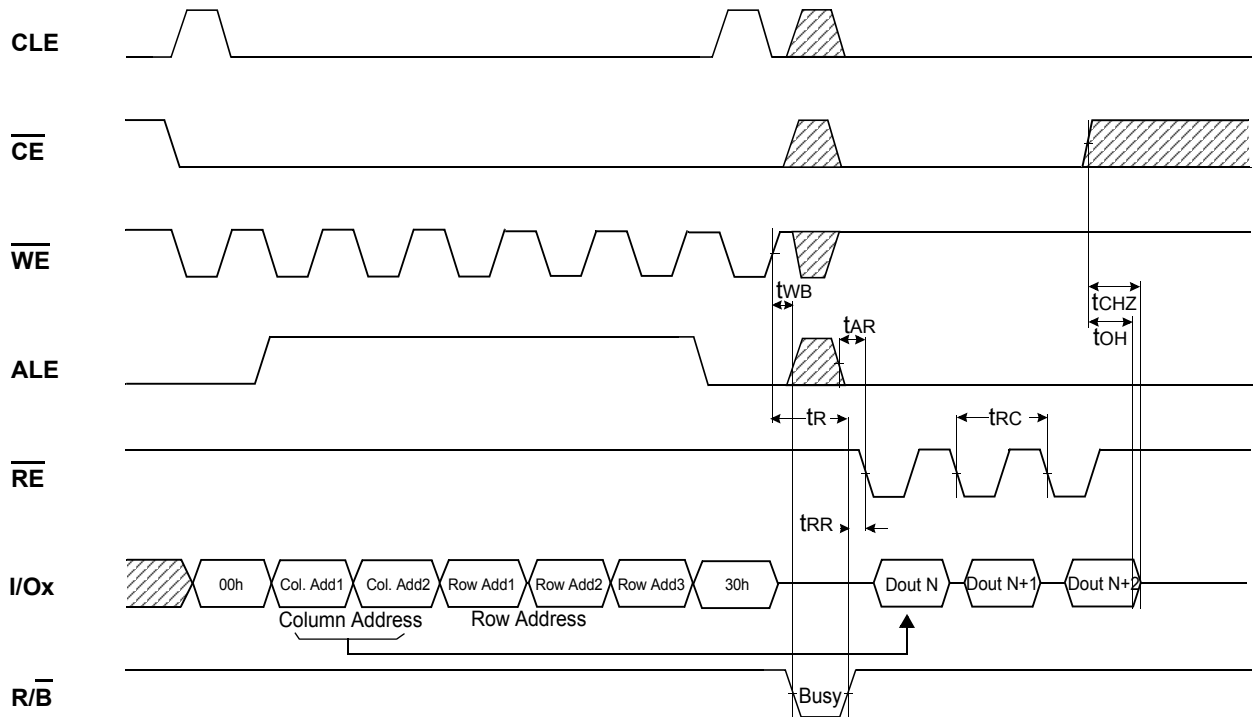 CLE
CE
WE
tWB
tCHZ
tAR
tOH
ALE
tR
tRC
RE
tRR
I/Ox
00h
Col. Add1
Col. Add2
Row Add1
Row Add2
Row Add3
30h
Dout N
Dout N+1
Dout N+2
Column Address
Row Address
R/B
Busy